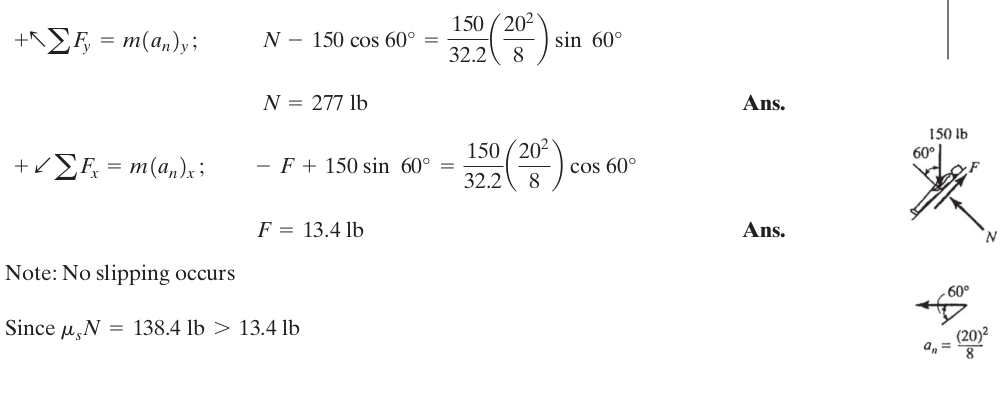 +↖ΣF_y = m(a_n)_y; N − 150 cos 60° = 150/32.2 (20²/8) sin 60°
N = 277 lb Ans.
+↙ΣF_x = m(a_n)_x; − F + 150 sin 60° = 150/32.2 (20²/8) cos 60°
F = 13.4 lb Ans.
Note: No slipping occurs
Since μ_sN = 138.4 lb > 13.4 lb
150 lb
60°
F
N
60°
a_n = (20)²/8